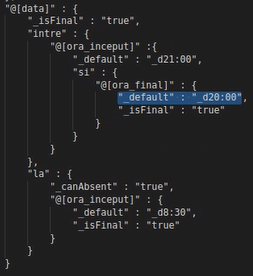 "@[data]" : {
"_isFinal" : "true",
"intre" : {
"@[ora_inceput] :{
"_default" : "_d21:00",
"si" : {
"@[ora_final]" : {
"_default" : "_d20:00",
"_isFinal" : "true"
}
}
}
},
"la" : {
"_canAbsent" : "true",
"@[ora_inceput]" : {
"_default" : "_d8:30",
"_isFinal" : "true"
}
}
}